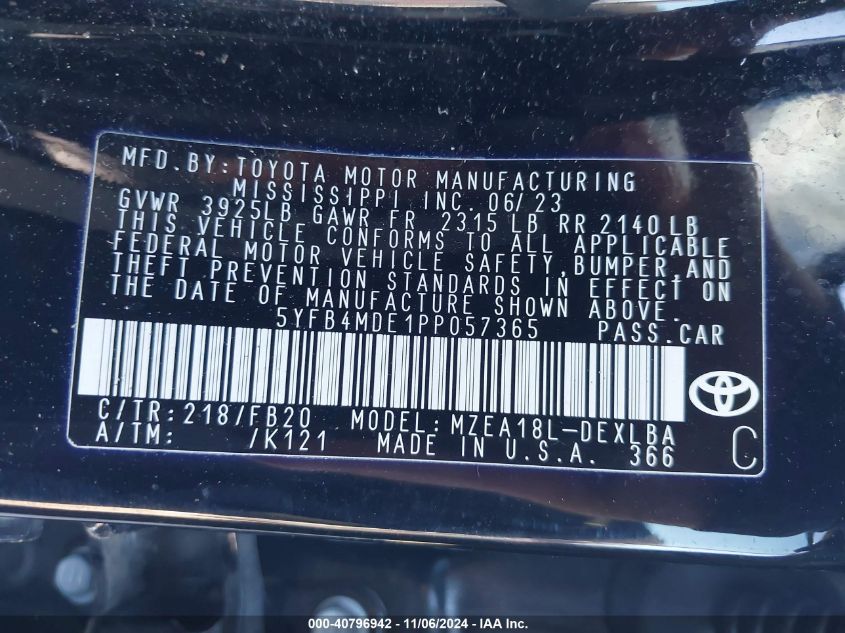 MFD.BY:TOYOTA MOTOR MANUFACTURING
MISSISSIPPI INC. 06/23
GVWR 3925LB GAWR FR 2315 LB RR 2140 LB
THIS VEHICLE CONFORMS TO ALL APPLICABLE
FEDERAL MOTOR VEHICLE SAFETY,BUMPER,AND
THEFT PREVENTION STANDARDS IN EFFECT ON
THE DATE OF MANUFACTURE SHOWN ABOVE.
5YFB4MDE1PP057365 PASS.CAR
C/TR:218/FB20 MODEL:MZEA18L-DEXLBA
A/TM: /K121 MADE IN U.S.A. 366 C
000-40796942 - 11/06/2024 - IAA Inc.